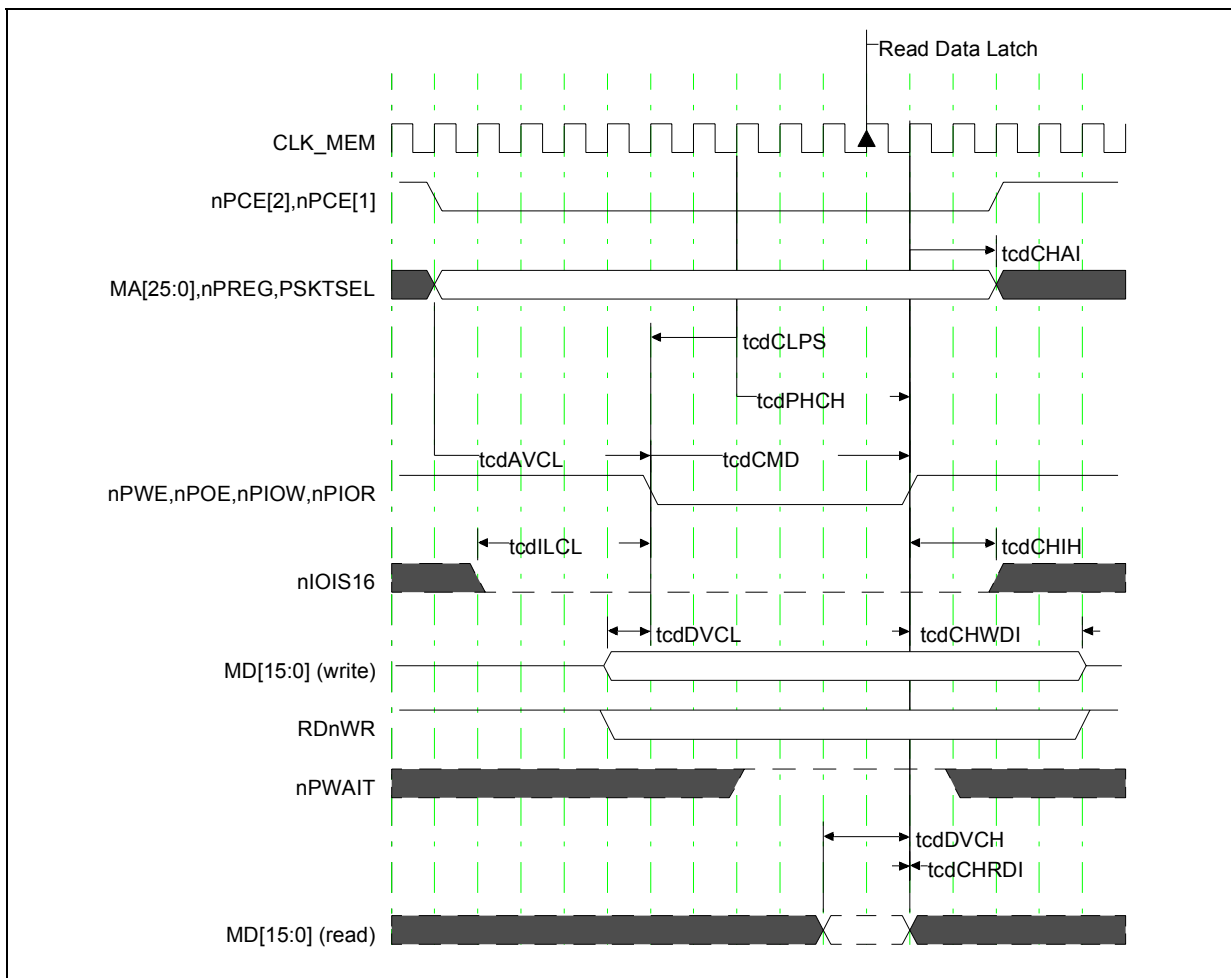 Read Data Latch
CLK_MEM
nPCE[2],nPCE[1]
tcdCHAI
MA[25:0],nPREG,PSKTSEL
tcdCLPS
tcdPHCH
tcdAVCL
tcdCMD
nPWE,nPOE,nPIOW,nPIOR
tcdILCL
tcdCHIH
nIOIS16
tcdDVCL
tcdCHWDI
MD[15:0] (write)
RDnWR
nPWAIT
tcdDVCH
tcdCHRDI
MD[15:0] (read)